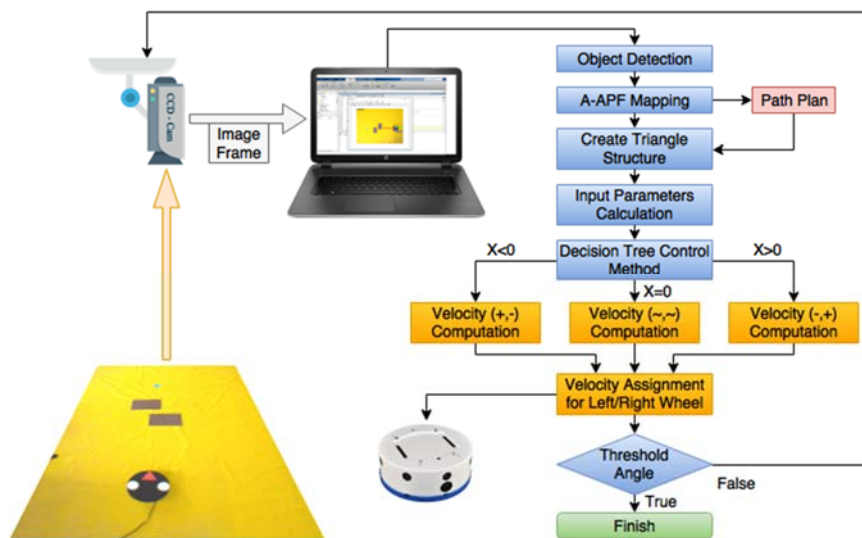 CCD - Cam
Image
Frame
Object Detection
A-APF Mapping
Path Plan
Create Triangle
Structure
Input Parameters
Calculation
X<0
Decision Tree Control
Method
X>0
X=0
Velocity (+,-)
Computation
Velocity (~,~)
Computation
Velocity (-,+)
Computation
Velocity Assignment
for Left/Right Wheel
Threshold
Angle
False
True
Finish